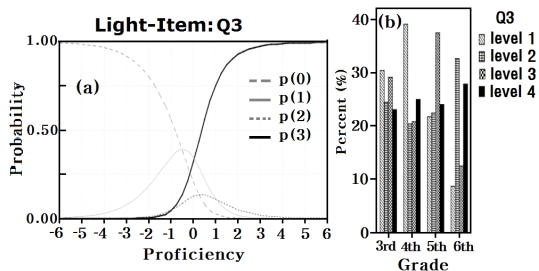 Light-Item: Q3
1.00
0.50
0.00
Probability
(a)
p(0)
p(1)
p(2)
p(3)
-6 -5 -4 -3 -2 -1 0 1 2 3 4 5 6
Proficiency
(b)
Q3
level 1
level 2
level 3
level 4
40
30
20
10
0
Percent (%)
3rd 4th 5th 6th
Grade